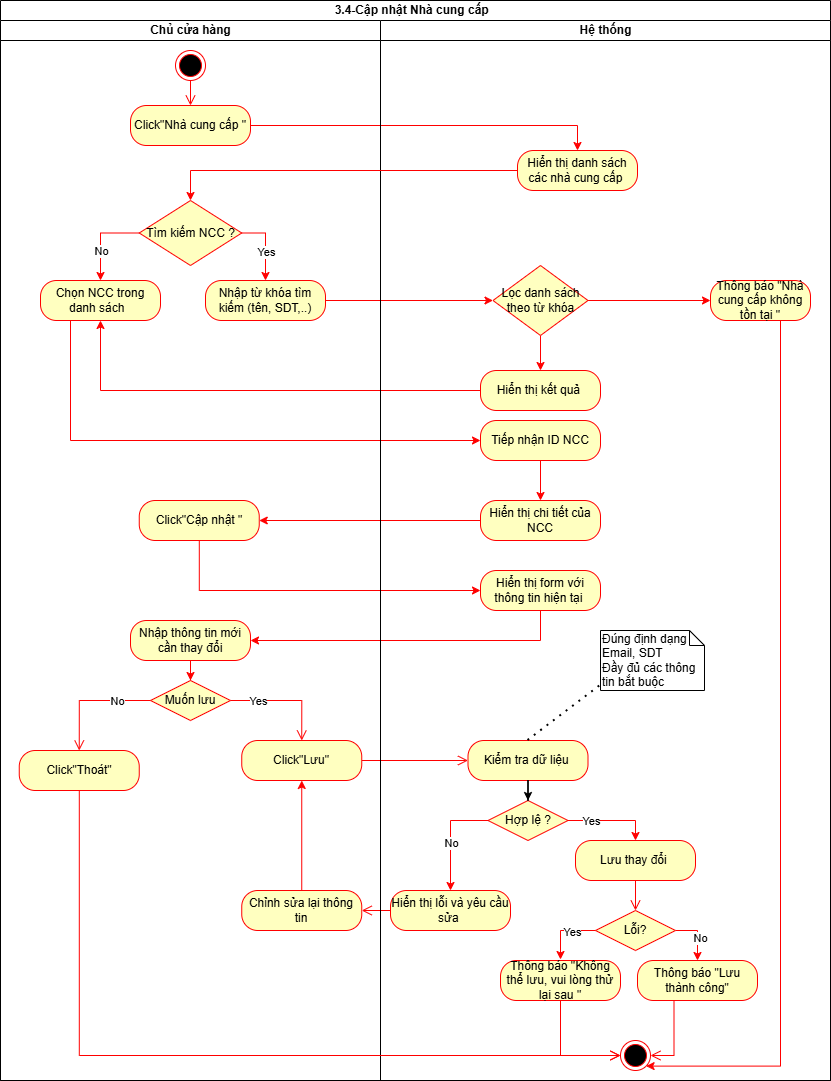 3.4-Cập nhật Nhà cung cấp
Chủ cửa hàng
Hệ thống
Click"Nhà cung cấp "
Hiển thị danh sách
các nhà cung cấp
Tìm kiếm NCC ?
No
Yes
Chọn NCC trong
danh sách
Nhập từ khóa tìm
kiếm (tên, SDT,..)
Lọc danh sách
theo từ khóa
Thông báo "Nhà
cung cấp không
tồn tại "
Hiển thị kết quả
Tiếp nhận ID NCC
Click"Cập nhật "
Hiển thị chi tiết của
NCC
Hiển thị form với
thông tin hiện tại
Nhập thông tin mới
cần thay đổi
Đúng định dạng
Email, SDT
Đầy đủ các thông
tin bắt buộc
Muốn lưu
No
Yes
Click"Thoát"
Click"Lưu"
Kiểm tra dữ liệu
Hợp lệ ?
Yes
No
Lưu thay đổi
Chỉnh sửa lại thông
tin
Hiển thị lỗi và yêu cầu
sửa
Lỗi?
Yes
No
Thông báo "Không
thể lưu, vui lòng thử
lại sau "
Thông báo "Lưu
thành công"